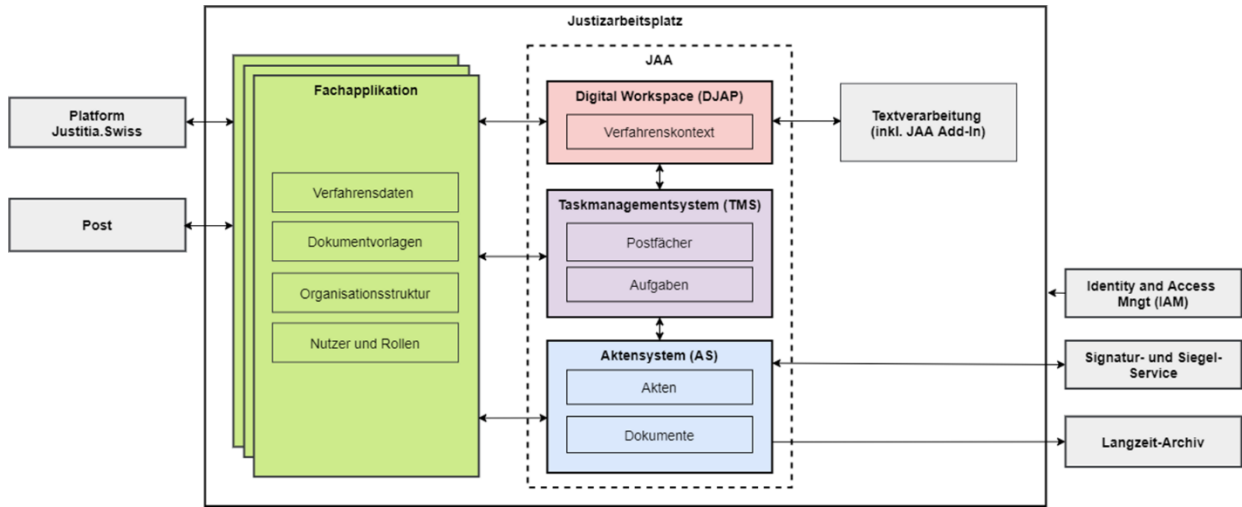 Justizarbeitsplatz
Platform
Justitia.Swiss
Post
Fachapplikation
Verfahrensdaten
Dokumentvorlagen
Organisationsstruktur
Nutzer und Rollen
JAA
Digital Workspace (DJAP)
Verfahrenskontext
Taskmanagementsystem (TMS)
Postfächer
Aufgaben
Aktensystem (AS)
Akten
Dokumente
Textverarbeitung
(inkl. JAA Add-In)
Identity and Access
Mngt (IAM)
Signatur- und Siegel-
Service
Langzeit-Archiv